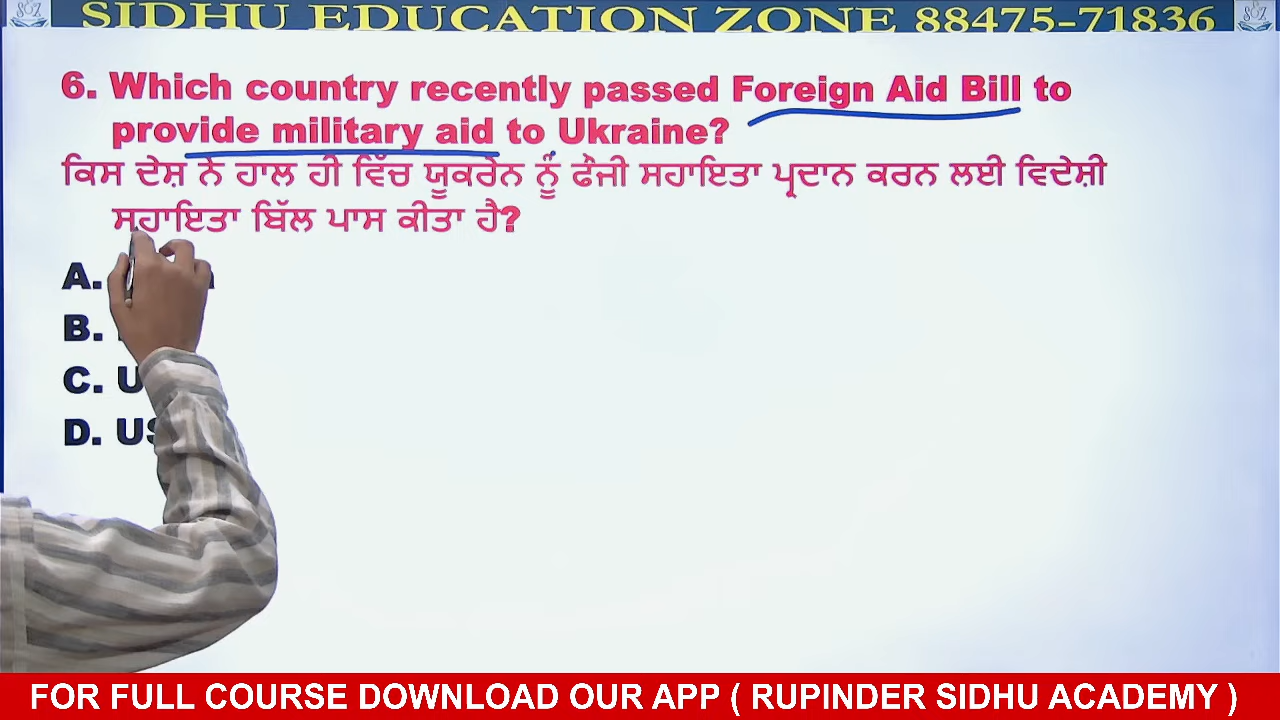 SIDHU EDUCATION ZONE 88475-71836
6. Which country recently passed Foreign Aid Bill to
provide military aid to Ukraine?
ਕਿਸ ਦੇਸ਼ ਨੇ ਹਾਲ ਹੀ ਵਿੱਚ ਯੂਕਰੇਨ ਨੂੰ ਫੌਜੀ ਸਹਾਇਤਾ ਪ੍ਰਦਾਨ ਕਰਨ ਲਈ ਵਿਦੇਸ਼ੀ
ਸਹਾਇਤਾ ਬਿੱਲ ਪਾਸ ਕੀਤਾ ਹੈ?
A.
B.
C.
D.
FOR FULL COURSE DOWNLOAD OUR APP ( RUPINDER SIDHU ACADEMY )